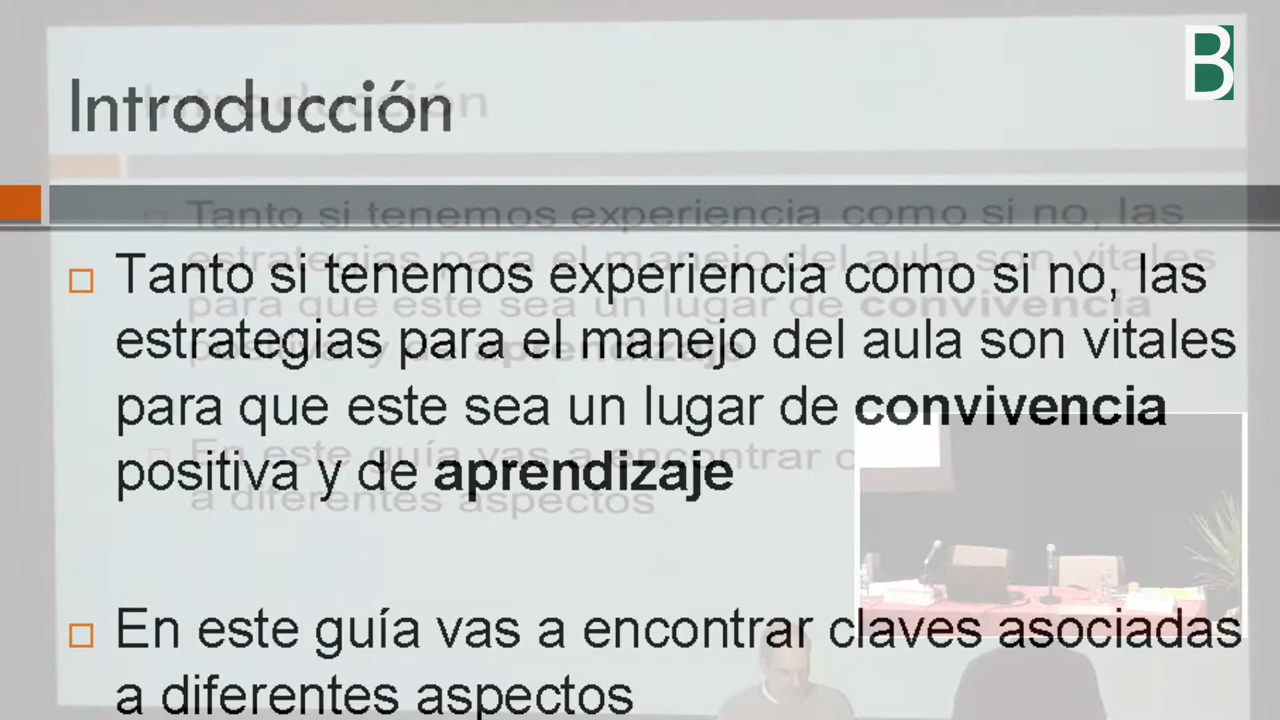 B
Introducción
Tanto si tenemos experiencia como si no, las
estrategias para el manejo del aula son vitales
para que este sea un lugar de convivencia
positiva y de aprendizaje
En este guía vas a encontrar claves asociadas
a diferentes aspectos